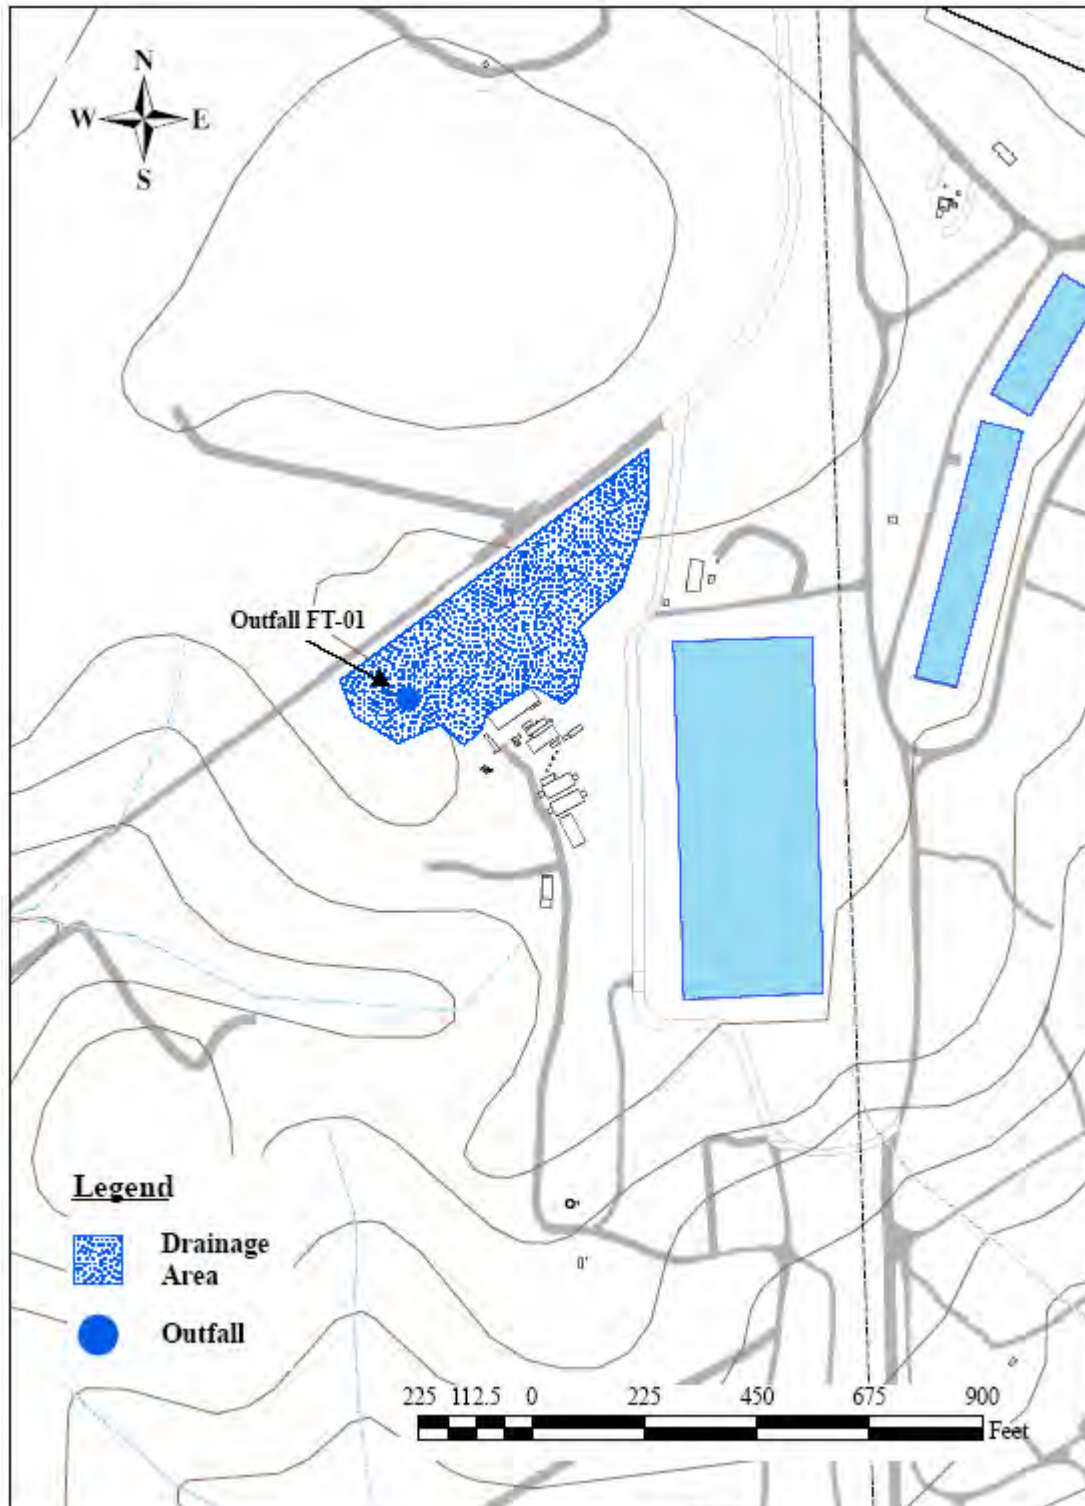 N
W E
S
Outfall FT-01
Legend
Drainage
Area
Outfall
225 112.5 0 225 450 675 900
Feet